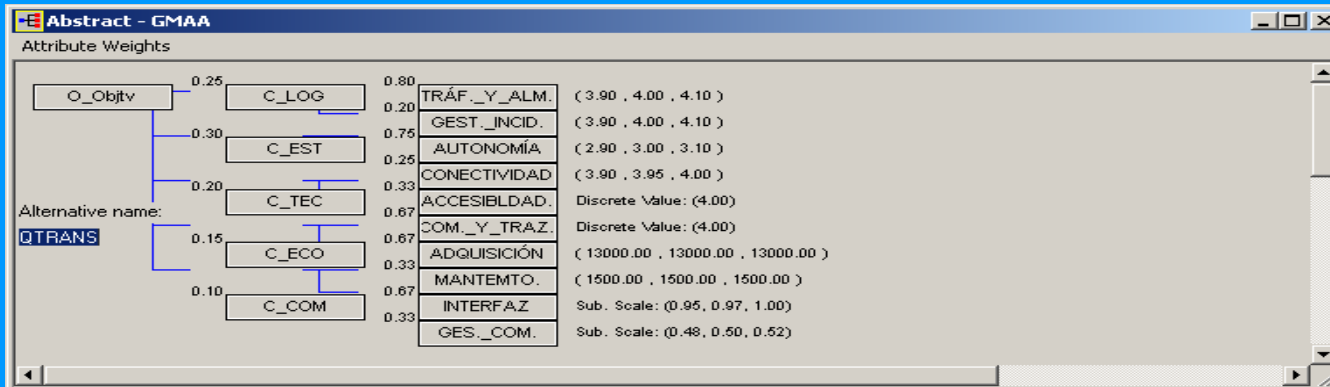 Abstract - GMAA
Attribute Weights
O_Objtv
0.25 C_LOG
0.30 C_EST
0.20 C_TEC
0.15 C_ECO
0.10 C_COM
0.80 TRÁF._Y_ALM. ( 3.90 , 4.00 , 4.10 )
0.20 GEST._INCID. ( 3.90 , 4.00 , 4.10 )
0.75 AUTONOMÍA ( 2.90 , 3.00 , 3.10 )
0.25 CONECTIVIDAD ( 3.90 , 3.95 , 4.00 )
0.33 ACCESIBLDAD. Discrete Value: (4.00)
0.67 COM._Y_TRAZ. Discrete Value: (4.00)
0.67 ADQUISICIÓN ( 13000.00 , 13000.00 , 13000.00 )
0.33 MANTEMTO. ( 1500.00 , 1500.00 , 1500.00 )
0.67 INTERFAZ Sub. Scale: (0.95, 0.97, 1.00)
0.33 GES._COM. Sub. Scale: (0.48, 0.50, 0.52)
Alternative name:
QTRANS